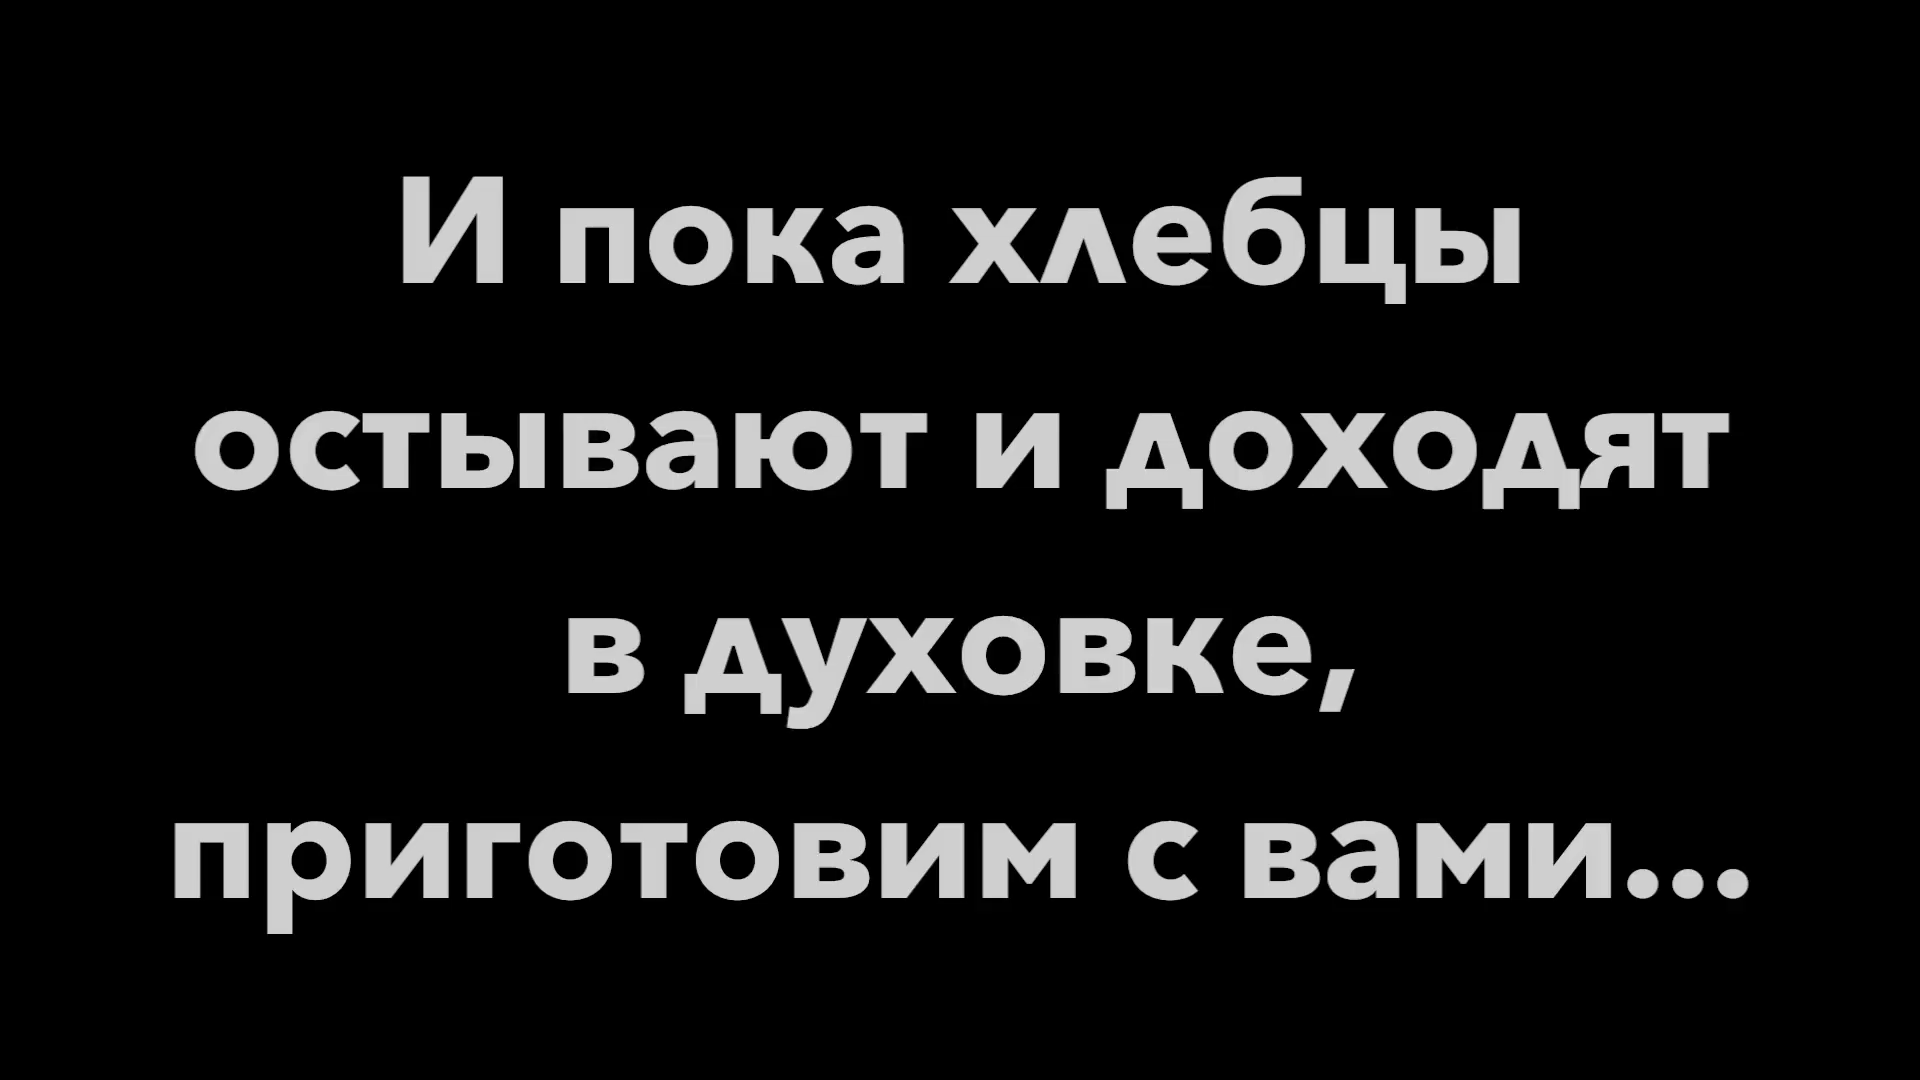 И пока хлебцы
остывают и доходят
в духовке,
приготовим с вами...